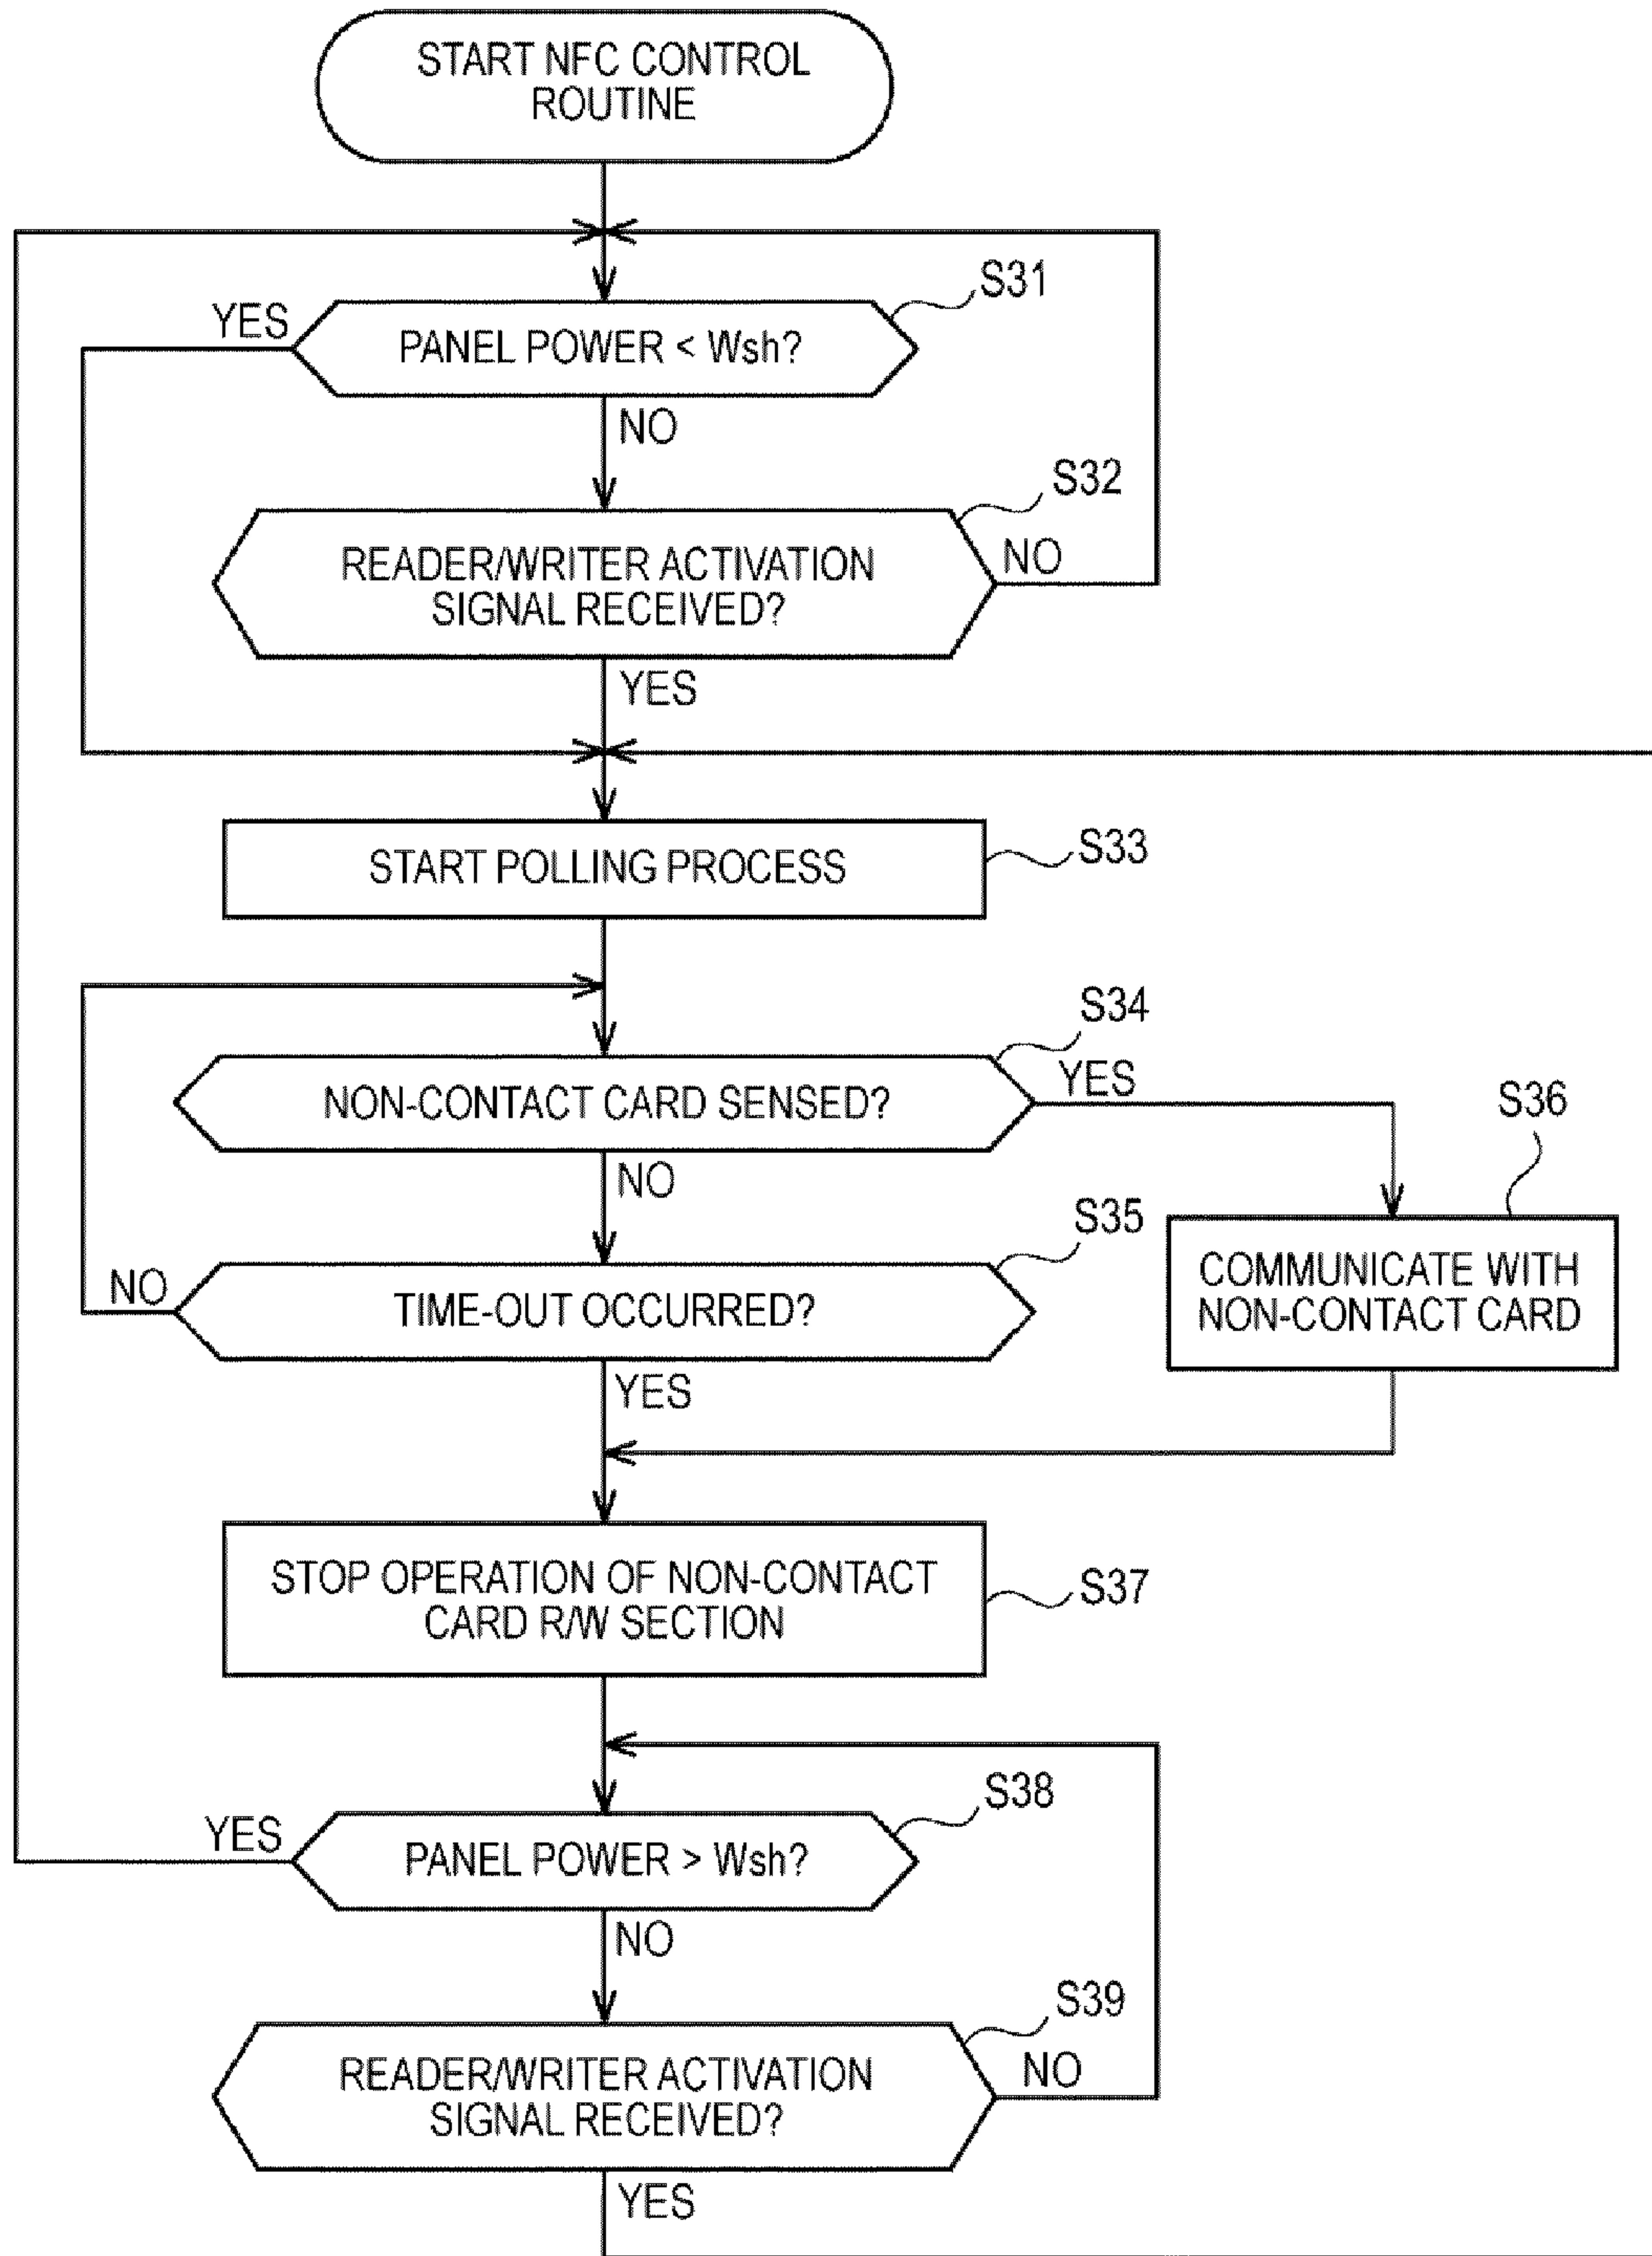 START NFC CONTROL
ROUTINE
S31
YES
PANEL POWER < Wsh?
NO
S32
READER/WRITER ACTIVATION
SIGNAL RECEIVED?
NO
YES
START POLLING PROCESS
S33
S34
NON-CONTACT CARD SENSED?
YES
S36
NO
S35
COMMUNICATE WITH
NON-CONTACT CARD
NO
TIME-OUT OCCURRED?
YES
STOP OPERATION OF NON-CONTACT
CARD R/W SECTION
S37
S38
YES
PANEL POWER > Wsh?
NO
S39
READER/WRITER ACTIVATION
SIGNAL RECEIVED?
NO
YES